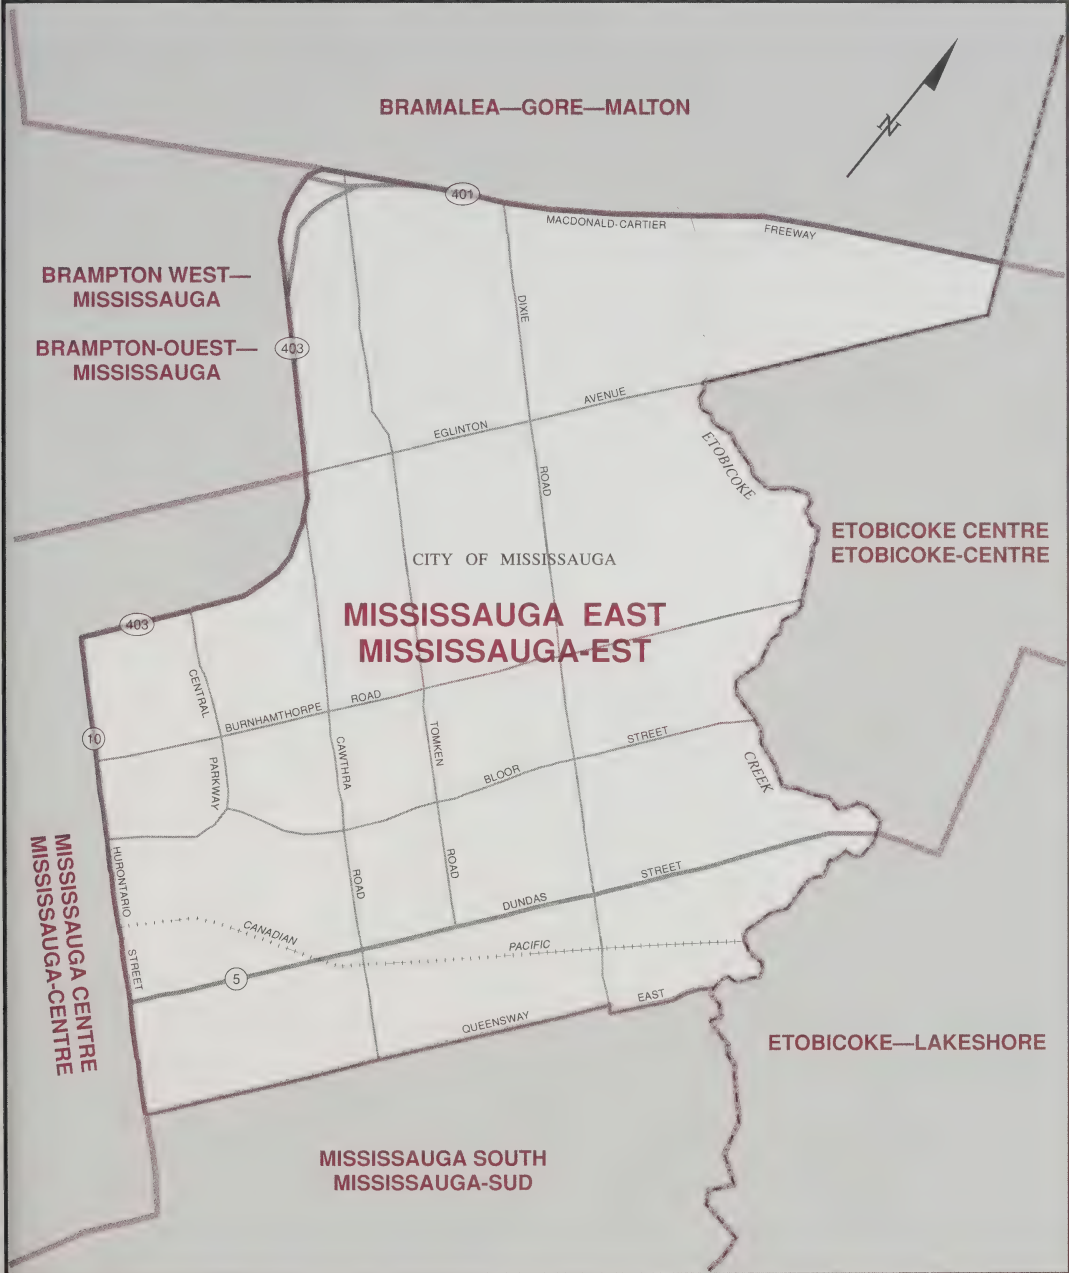 BRAMALEA—GORE—MALTON
N
401
MACDONALD-CARTIER
FREEWAY
BRAMPTON WEST—
MISSISSAUGA
BRAMPTON-OUEST—
MISSISSAUGA
403
DIXIE
ROAD
EGLINTON
AVENUE
ETOBICOKE
CREEK
ETOBICOKE CENTRE
ETOBICOKE-CENTRE
CITY OF MISSISSAUGA
MISSISSAUGA EAST
MISSISSAUGA-EST
403
CENTRAL
PARKWAY
BURNHAMTHORPE
ROAD
10
CAWTHRA
ROAD
TOMKEN
ROAD
BLOOR
STREET
HURONTARIO
STREET
MISSISSAUGA CENTRE
MISSISSAUGA-CENTRE
DUNDAS
STREET
CANADIAN
PACIFIC
5
QUEENSWAY
EAST
ETOBICOKE—LAKESHORE
MISSISSAUGA SOUTH
MISSISSAUGA-SUD